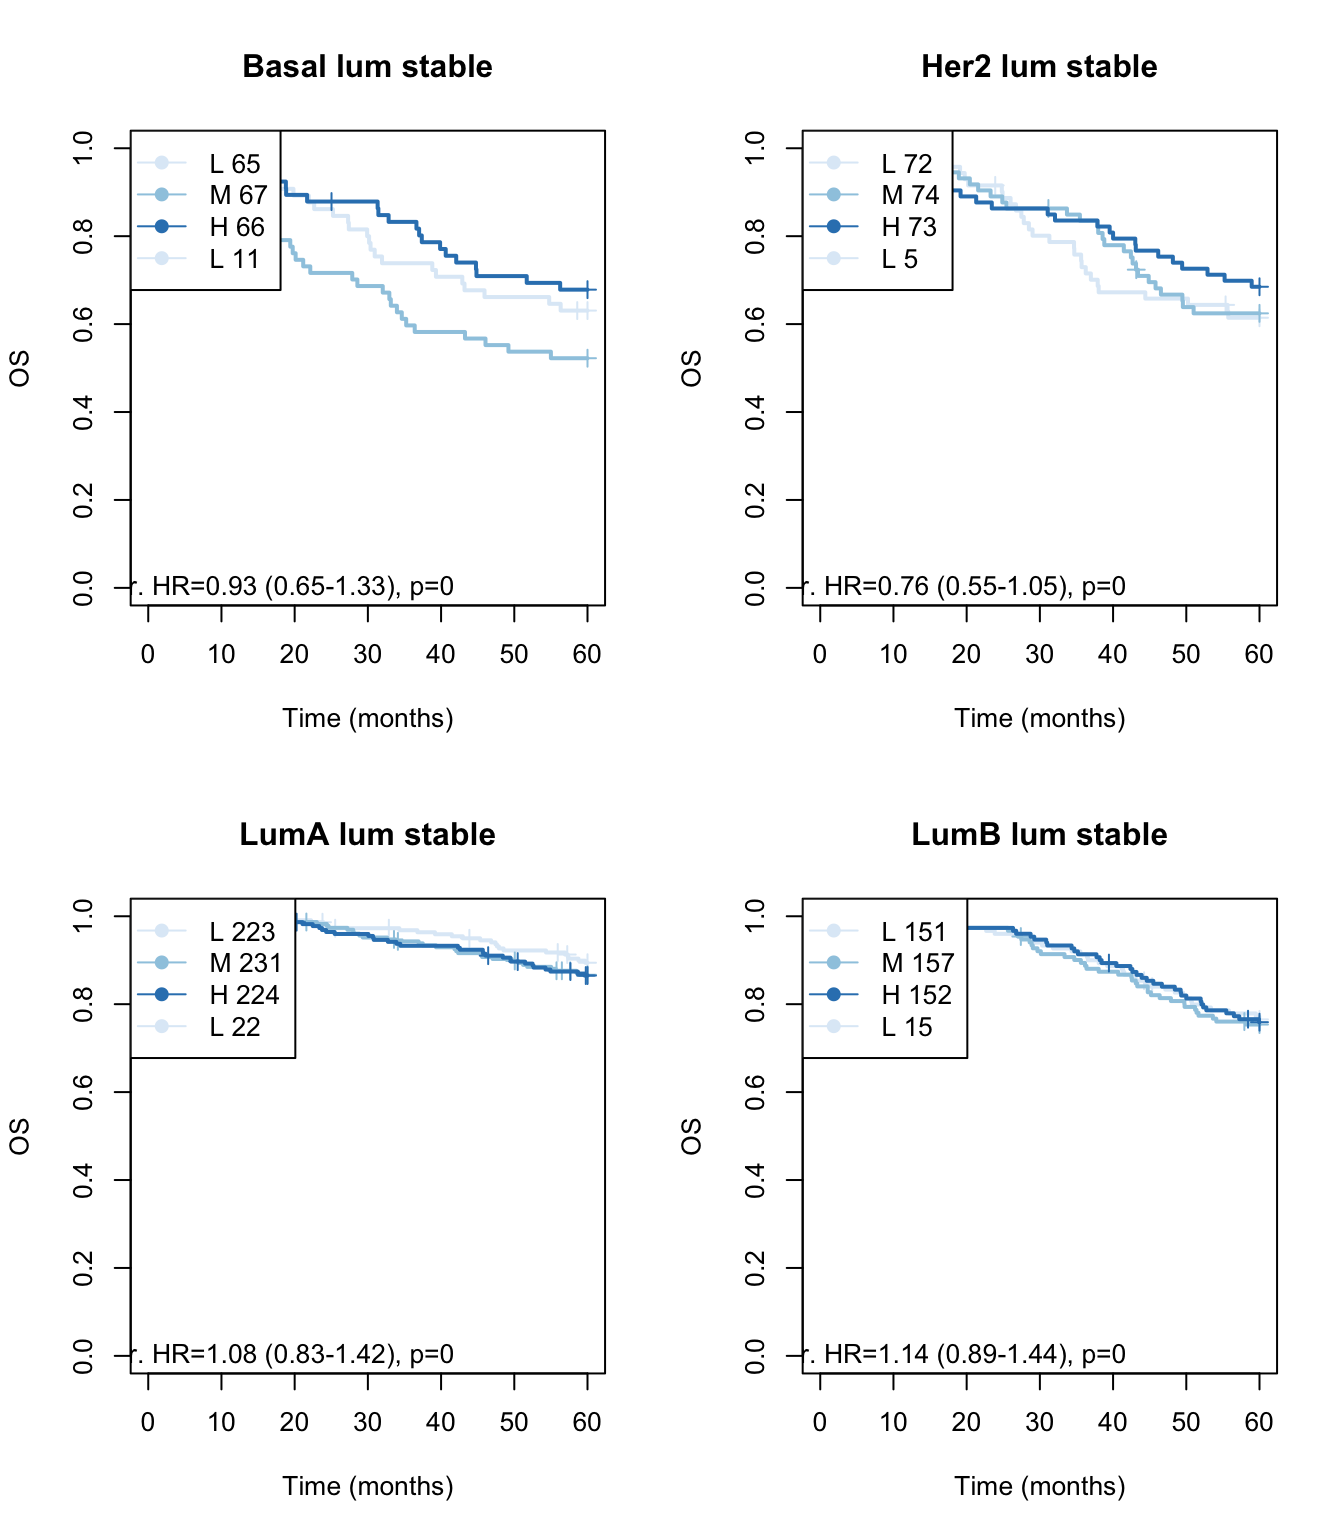 Basal lum stable
1.0
0.8
0.6
0.4
0.2
0.0
OS
L 65
M 67
H 66
L 11
r. HR=0.93 (0.65-1.33), p=0
0 10 20 30 40 50 60
Time (months)
Her2 lum stable
1.0
0.8
0.6
0.4
0.2
0.0
OS
L 72
M 74
H 73
L 5
r. HR=0.76 (0.55-1.05), p=0
0 10 20 30 40 50 60
Time (months)
LumA lum stable
1.0
0.8
0.6
0.4
0.2
0.0
OS
L 223
M 231
H 224
L 22
r. HR=1.08 (0.83-1.42), p=0
0 10 20 30 40 50 60
Time (months)
LumB lum stable
1.0
0.8
0.6
0.4
0.2
0.0
OS
L 151
M 157
H 152
L 15
r. HR=1.14 (0.89-1.44), p=0
0 10 20 30 40 50 60
Time (months)